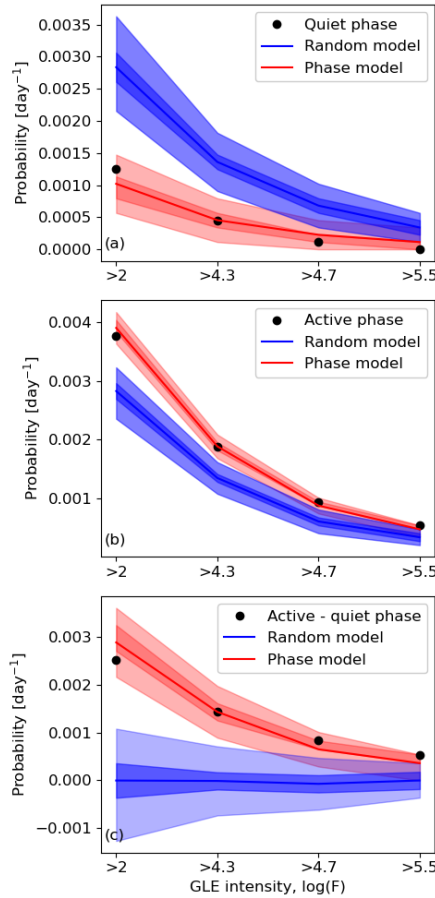 0.0035
0.0030
0.0025
0.0020
0.0015
0.0010
0.0005
0.0000
Probability [day⁻¹]
Quiet phase
Random model
Phase model
(a)
>2 >4.3 >4.7 >5.5
0.004
0.003
0.002
0.001
Probability [day⁻¹]
Active phase
Random model
Phase model
(b)
>2 >4.3 >4.7 >5.5
0.003
0.002
0.001
0.000
−0.001
Probability [day⁻¹]
Active - quiet phase
Random model
Phase model
(c)
>2 >4.3 >4.7 >5.5
GLE intensity, log(F)